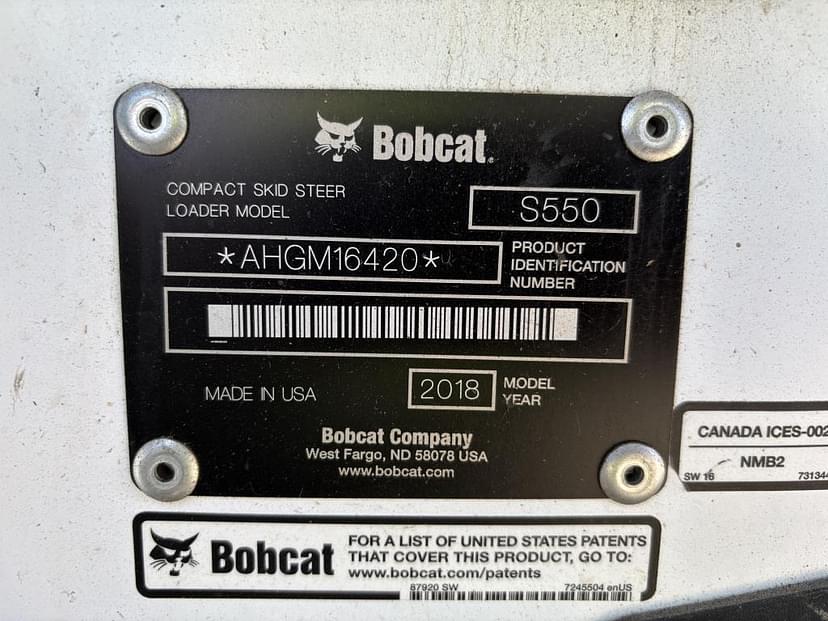 Bobcat
COMPACT SKID STEER
LOADER MODEL
S550
*AHGM16420*
PRODUCT
IDENTIFICATION
NUMBER
MADE IN USA
2018
MODEL
YEAR
Bobcat Company
West Fargo, ND 58078 USA
www.bobcat.com
CANADA ICES-002
NMB2
SW 16
73134
Bobcat
FOR A LIST OF UNITED STATES PATENTS
THAT COVER THIS PRODUCT, GO TO:
www.bobcat.com/patents
87920 SW
7245504 enUS